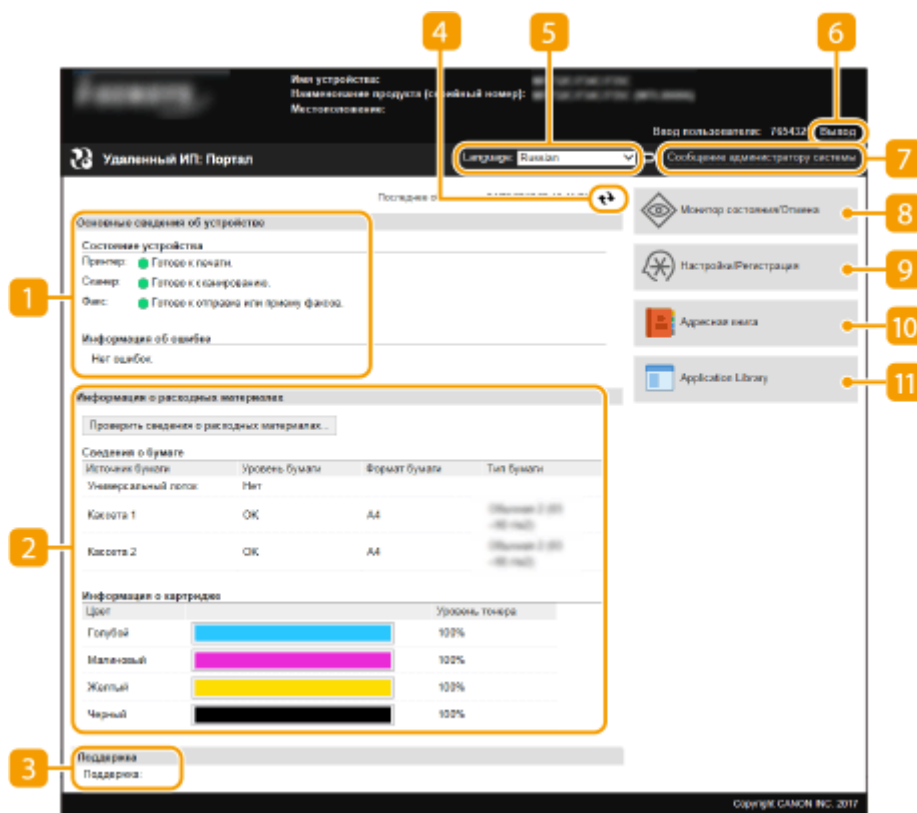 4
5
6
Имя устройства:
Наименование продукта (серийный номер):
Местоположение:
Ввод пользователя: 765432 Вывод
Удаленный ИП: Портал
Language: Russian
Сообщение администратору системы
7
Основные сведения об устройстве
Состояние устройства
Принтер: Готово к печати.
Сканер: Готово к сканированию.
Факс: Готово к отправке или приему факсов.
Информация об ошибке
Нет ошибок.
1
Монитор состояния/Отмена
8
Настройка/Регистрация
9
Адресная книга
10
Application Library
11
Информация о расходных материалах
Проверить сведения о расходных материалах...
Сведения о бумаге
Источник бумаги Уровень бумаги Формат бумаги Тип бумаги
Универсальный лоток Нет
Кассета 1 OK A4
Кассета 2 OK A4
2
Информация о картридже
Цвет Уровень тонера
Голубой 100%
Малиновый 100%
Желтый 100%
Черный 100%
3
Поддержка
Поддержка:
Copyright CANON INC. 2017